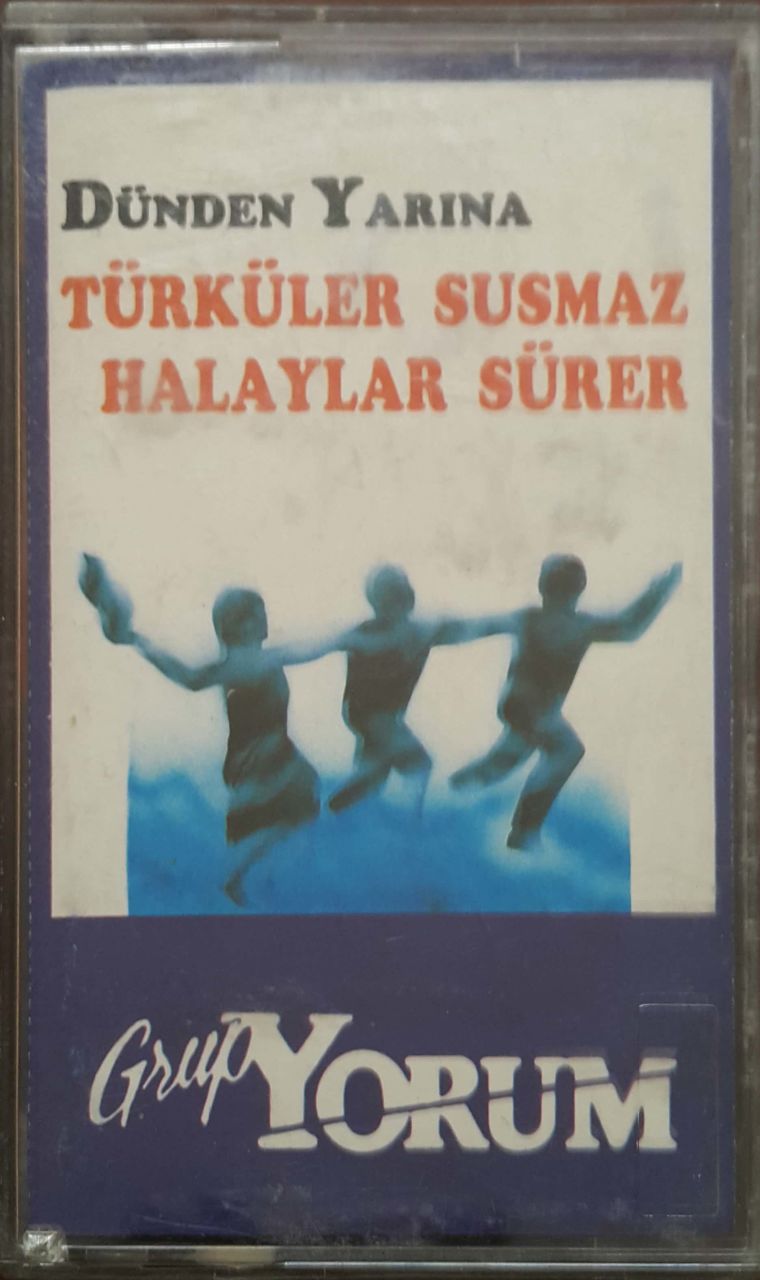 DÜNDEN YARINA
TÜRKÜLER SUSMAZ
HALAYLAR SÜRER
Grup YORUM